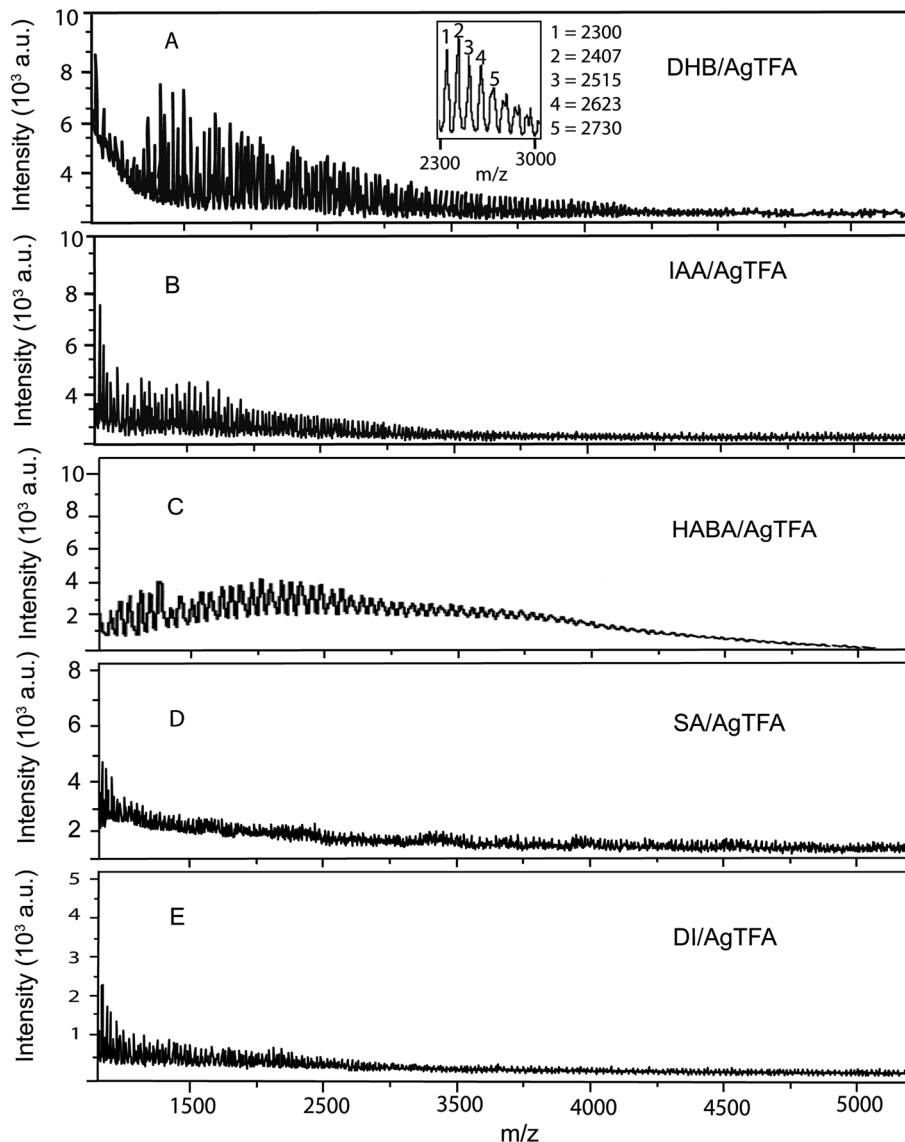 10
8
6
4
Intensity (10³ a.u.)
A
1
2
3
4
5
2300
3000
m/z
1 = 2300
2 = 2407
3 = 2515
4 = 2623
5 = 2730
DHB/AgTFA
10
8
6
4
Intensity (10³ a.u.)
B
IAA/AgTFA
10
8
6
4
2
Intensity (10³ a.u.)
C
HABA/AgTFA
8
6
4
2
Intensity (10³ a.u.)
D
SA/AgTFA
5
4
3
2
1
Intensity (10³ a.u.)
E
DI/AgTFA
1500 2500 3500 4000 4500 5000
m/z